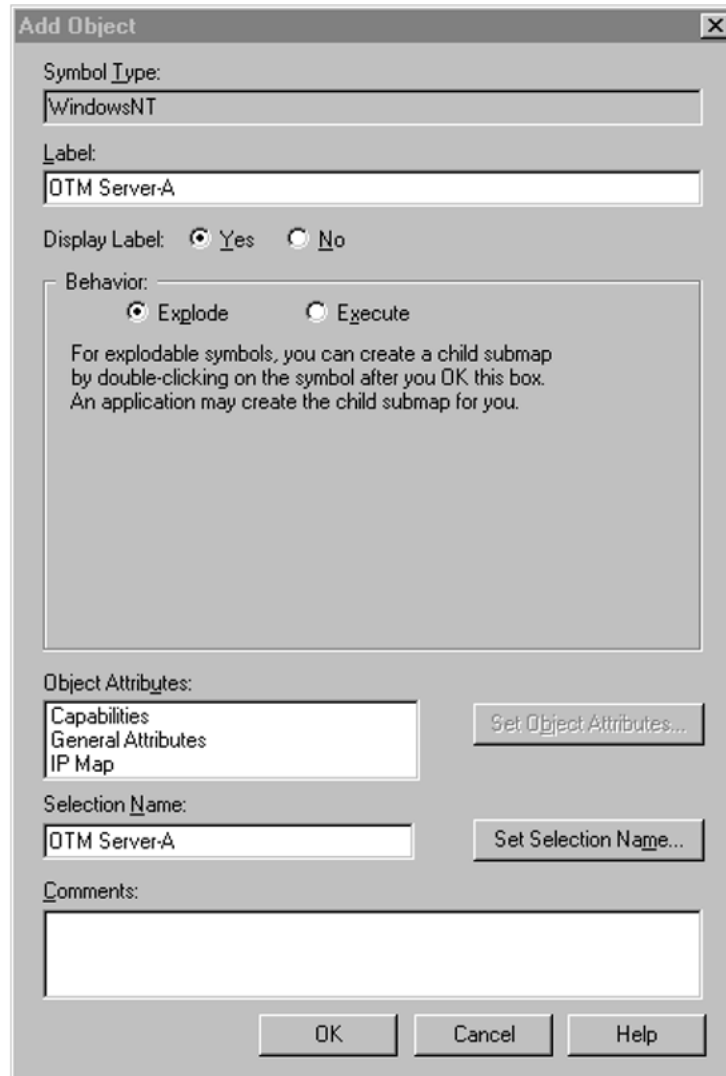 Add Object
Symbol Type:
WindowsNT
Label:
OTM Server-A
Display Label: Yes No
Behavior:
Explode Execute
For explodable symbols, you can create a child submap
by double-clicking on the symbol after you OK this box.
An application may create the child submap for you.
Object Attributes:
Capabilities
General Attributes
IP Map
Set Object Attributes...
Selection Name:
OTM Server-A
Set Selection Name...
Comments:
OK Cancel Help